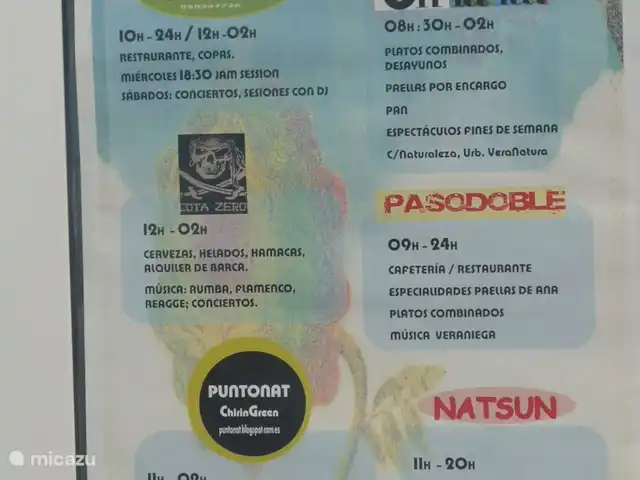 10H - 24H / 12H - 02H
RESTAURANTE, COPAS.
MIÉRCOLES 18:30 JAM SESSION
SÁBADOS: CONCIERTOS, SESIONES CON DJ
COTA ZERO
12H - 02H
CERVEZAS, HELADOS, HAMACAS,
ALQUILER DE BARCA.
MÚSICA: RUMBA, FLAMENCO,
REAGGE; CONCIERTOS.
PUNTONAT
ChirinGreen
puntonat.blogspot.com.es
11H - 02H
08H : 30H - 02H
PLATOS COMBINADOS,
DESAYUNOS
PAELLAS POR ENCARGO
PAN
ESPECTÁCULOS FINES DE SEMANA
C/Naturaleza, Urb. VeraNatura
PASODOBLE
09H - 24H
CAFETERÍA / RESTAURANTE
ESPECIALIDADES PAELLAS DE ANA
PLATOS COMBINADOS
MÚSICA VERANIEGA
NATSUN
11H - 20H
micazu